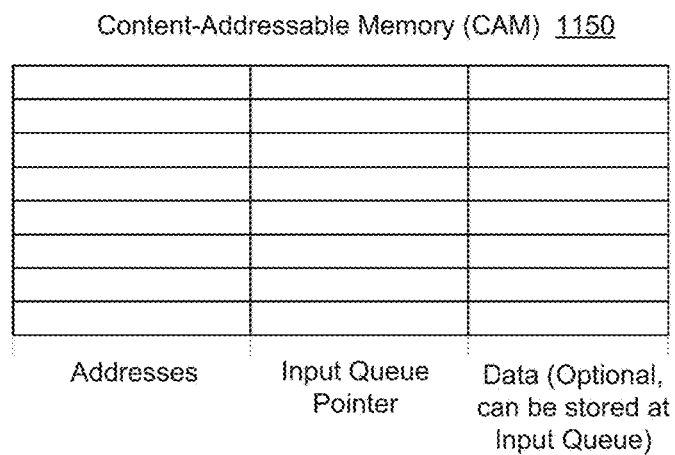 Content-Addressable Memory (CAM) 1150
Addresses
Input Queue
Pointer
Data (Optional,
can be stored at
Input Queue)